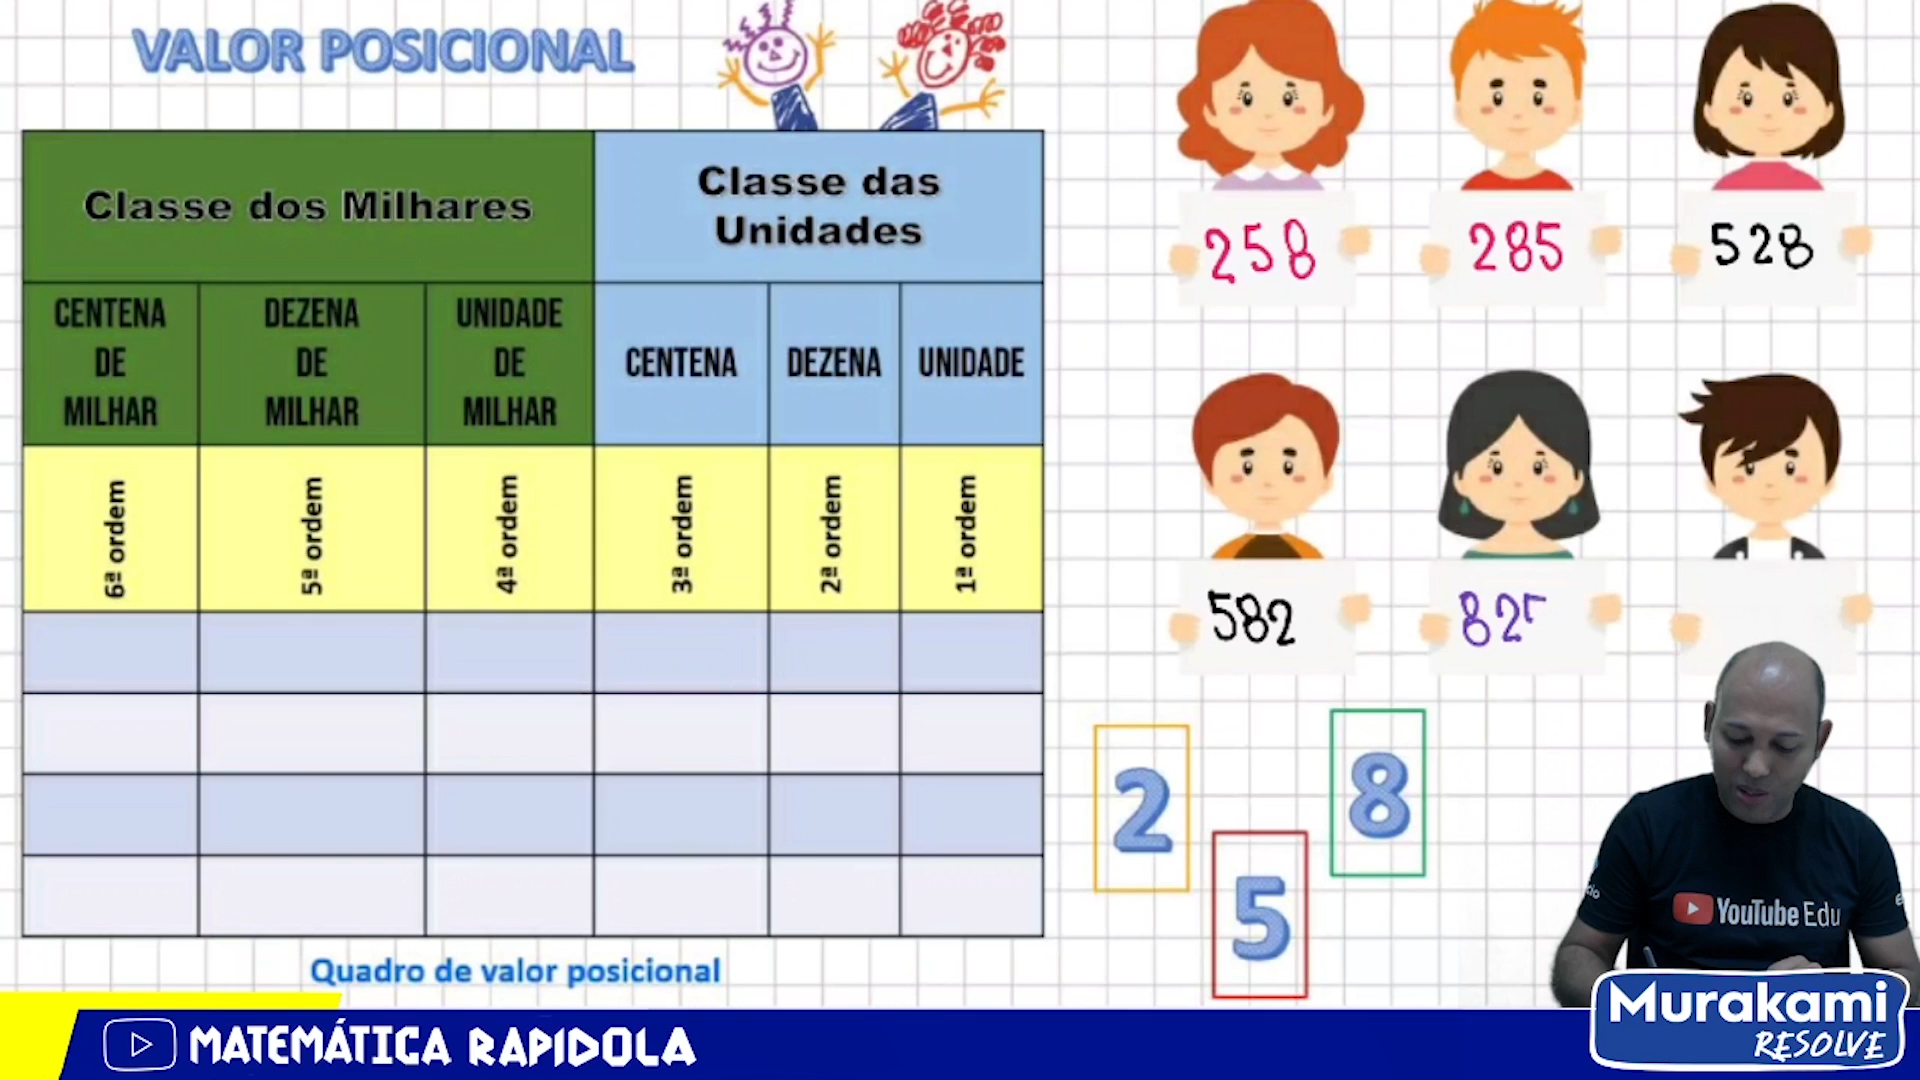 VALOR POSICIONAL
Classe dos Milhares
Classe das
Unidades
CENTENA
DE
MILHAR
DEZENA
DE
MILHAR
UNIDADE
DE
MILHAR
CENTENA
DEZENA
UNIDADE
6ª ordem
5ª ordem
4ª ordem
3ª ordem
2ª ordem
1ª ordem
Quadro de valor posicional
258
285
528
582
82
2
5
8
YouTube Edu
MATEMÁTICA RAPIDOLA
Murakami
RESOLVE